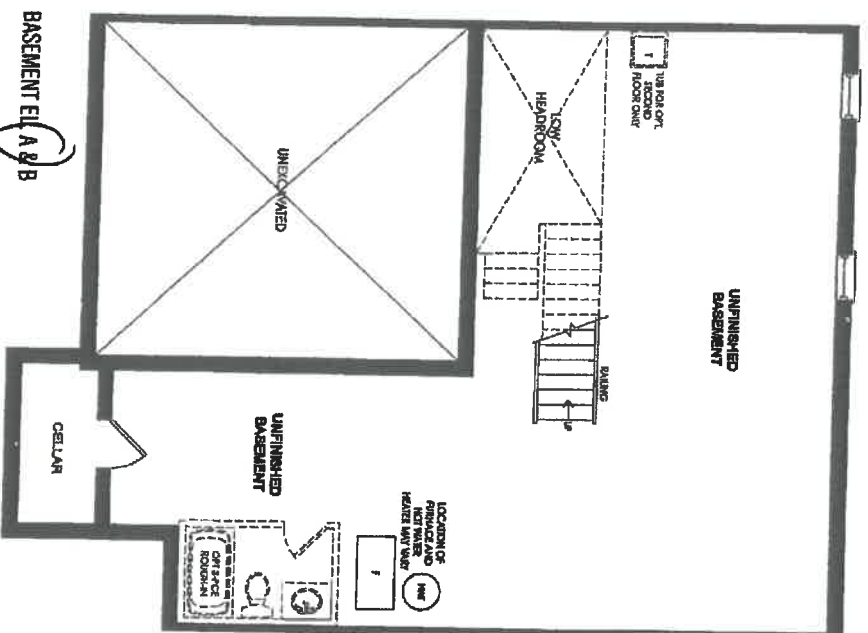 BASEMENT EL. A & B
UNEXCAVATED
LOW
HEADROOM
T
TUB FOR OPT.
SECOND
FLOOR ONLY
UNFINISHED
BASEMENT
RAILING
UP
CELLAR
UNFINISHED
BASEMENT
LOCATION OF
FURNACE AND
HOT WATER
HEATER MAY VARY
F
HWT
OPT 3-PCE
ROUGH-IN